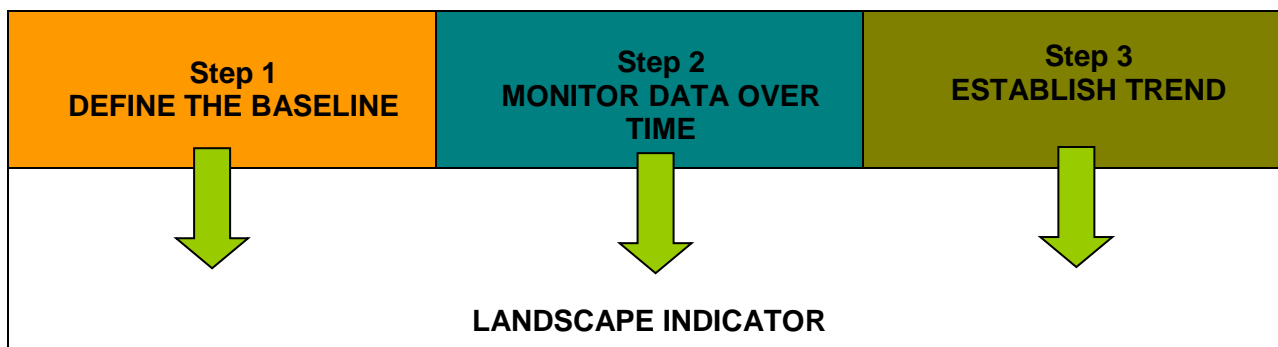 Step 1
DEFINE THE BASELINE
Step 2
MONITOR DATA OVER
TIME
Step 3
ESTABLISH TREND
LANDSCAPE INDICATOR